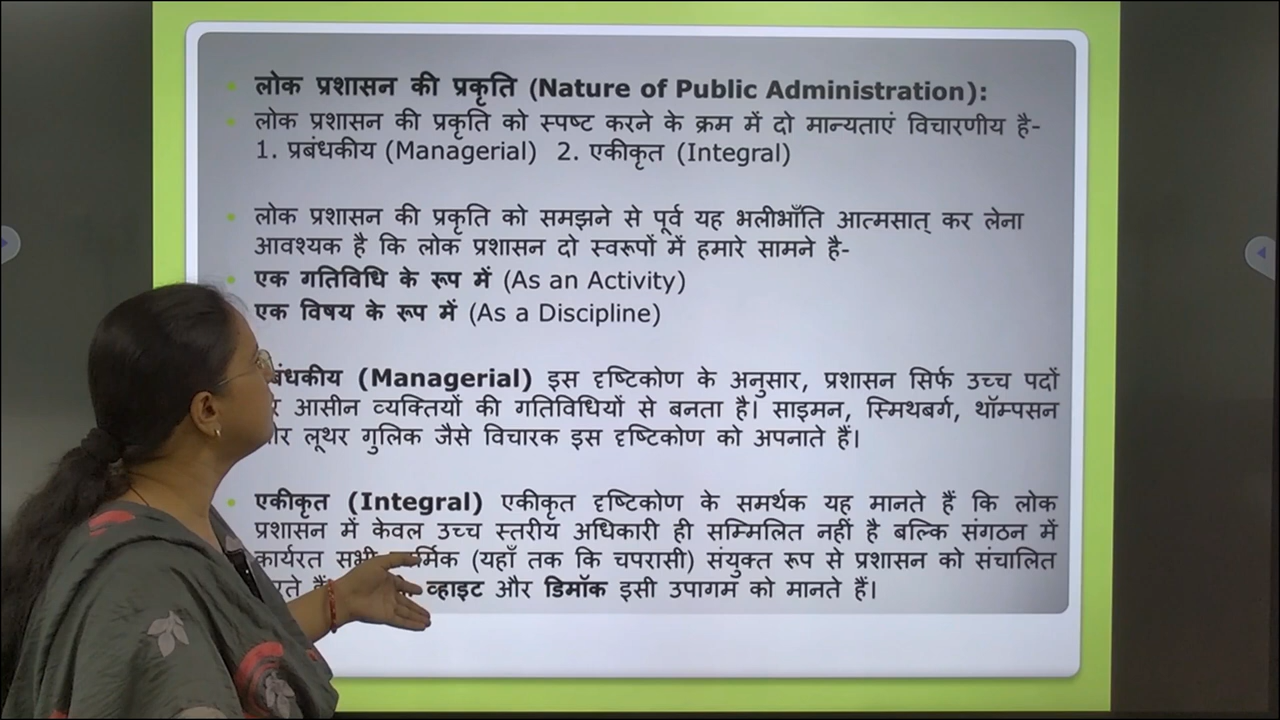 लोक प्रशासन की प्रकृति (Nature of Public Administration):
लोक प्रशासन की प्रकृति को स्पष्ट करने के क्रम में दो मान्यताएं विचारणीय है-
1. प्रबंधकीय (Managerial) 2. एकीकृत (Integral)
लोक प्रशासन की प्रकृति को समझने से पूर्व यह भलीभाँति आत्मसात् कर लेना
आवश्यक है कि लोक प्रशासन दो स्वरूपों में हमारे सामने है-
एक गतिविधि के रूप में (As an Activity)
एक विषय के रूप में (As a Discipline)
(Managerial) इस दृष्टिकोण के अनुसार, प्रशासन सिर्फ उच्च पदों
आसीन व्यक्तियों की गतिविधियों से बनता है। साइमन, स्मिथबर्ग, थॉम्पसन
लूथर गुलिक जैसे विचारक इस दृष्टिकोण को अपनाते हैं।
एकीकृत (Integral) एकीकृत दृष्टिकोण के समर्थक यह मानते हैं कि लोक
प्रशासन में केवल उच्च स्तरीय अधिकारी ही सम्मिलित नहीं है बल्कि संगठन में
कार्यरत सभी (यहाँ तक कि चपरासी) संयुक्त रूप से प्रशासन को संचालित
व्हाइट और डिमॉक इसी उपागम को मानते हैं।